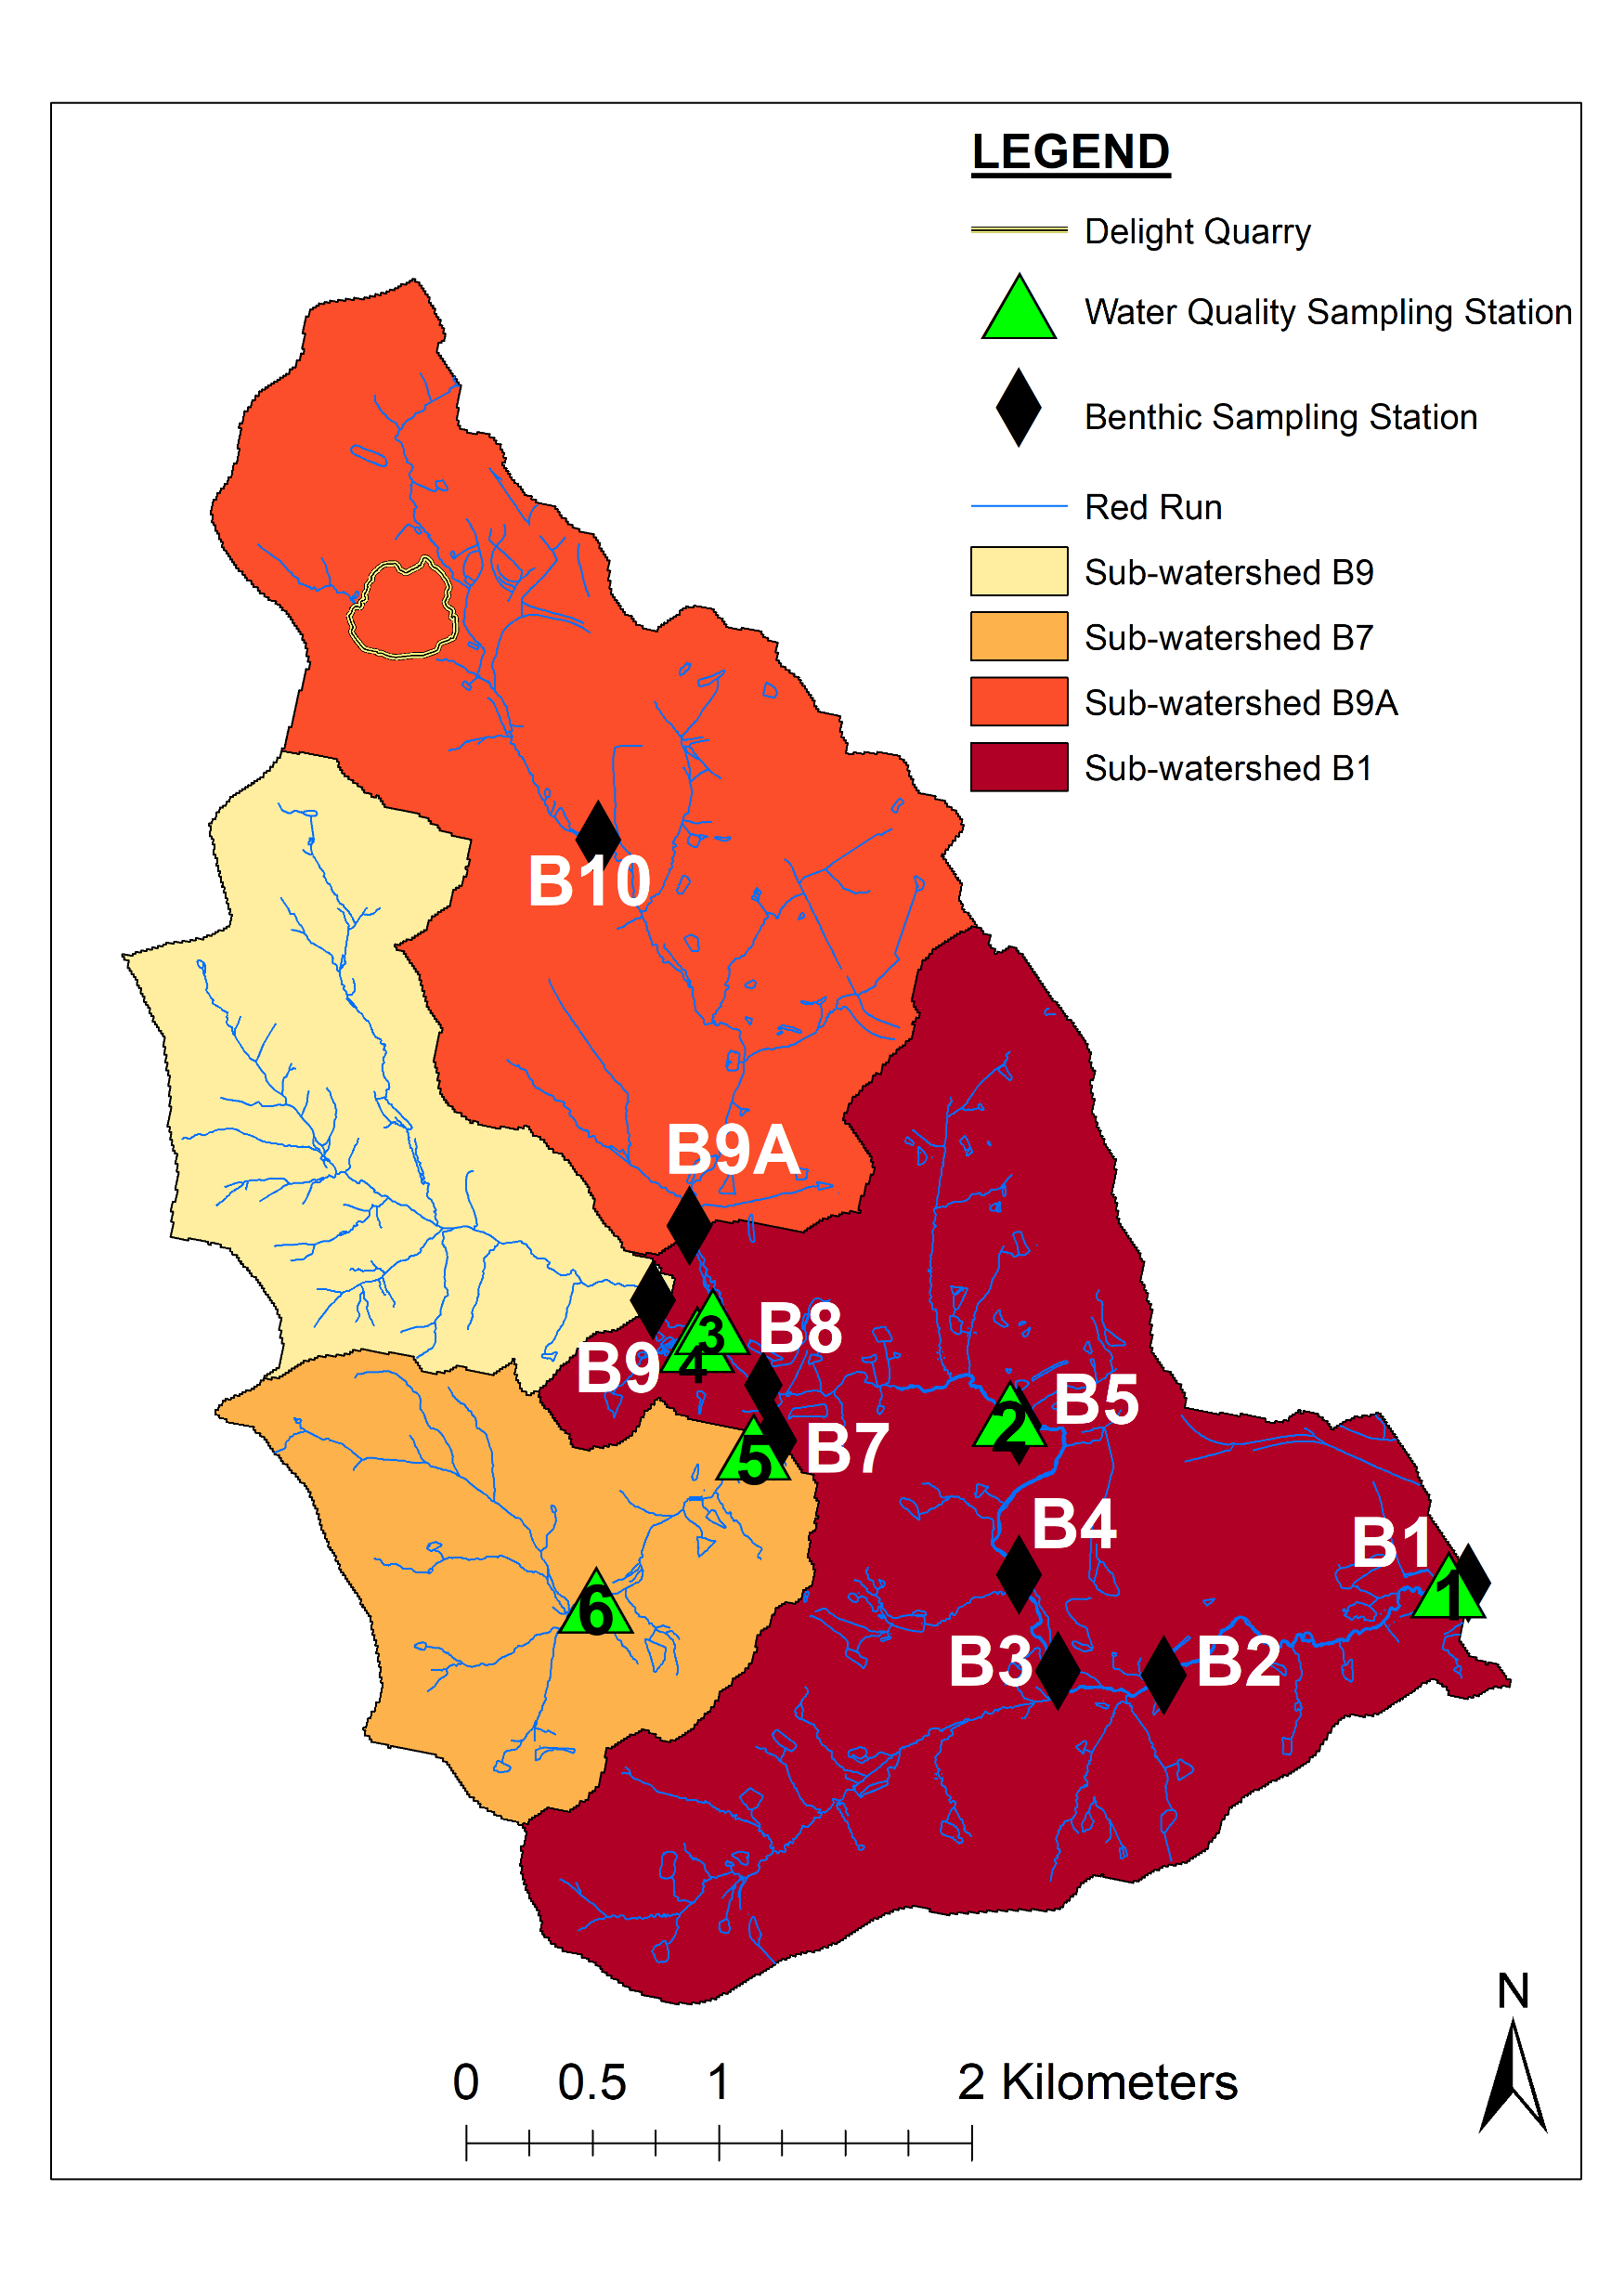 LEGEND
Delight Quarry
Water Quality Sampling Station
Benthic Sampling Station
Red Run
Sub-watershed B9
Sub-watershed B7
Sub-watershed B9A
Sub-watershed B1
B10
B9A
3
B8
B9
4
2
B5
5
B7
B4
B1
1
6
B3
B2
N
0 0.5 1 2 Kilometers